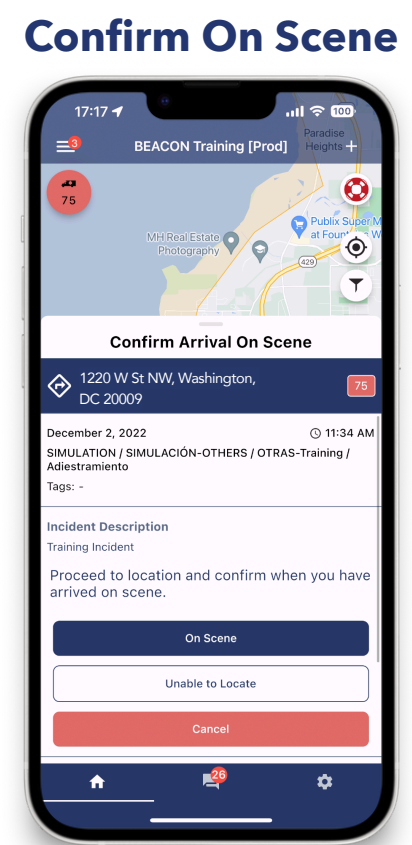 Confirm On Scene
17:17
100
3
BEACON Training [Prod]
Paradise
Heights
75
Publix Super M
at Fount
W
MH Real Estate
Photography
429
Confirm Arrival On Scene
1220 W St NW, Washington,
DC 20009
75
December 2, 2022
11:34 AM
SIMULATION / SIMULACIÓN-OTHERS / OTRAS-Training /
Adiestramiento
Tags: -
Incident Description
Training Incident
Proceed to location and confirm when you have
arrived on scene.
On Scene
Unable to Locate
Cancel
26